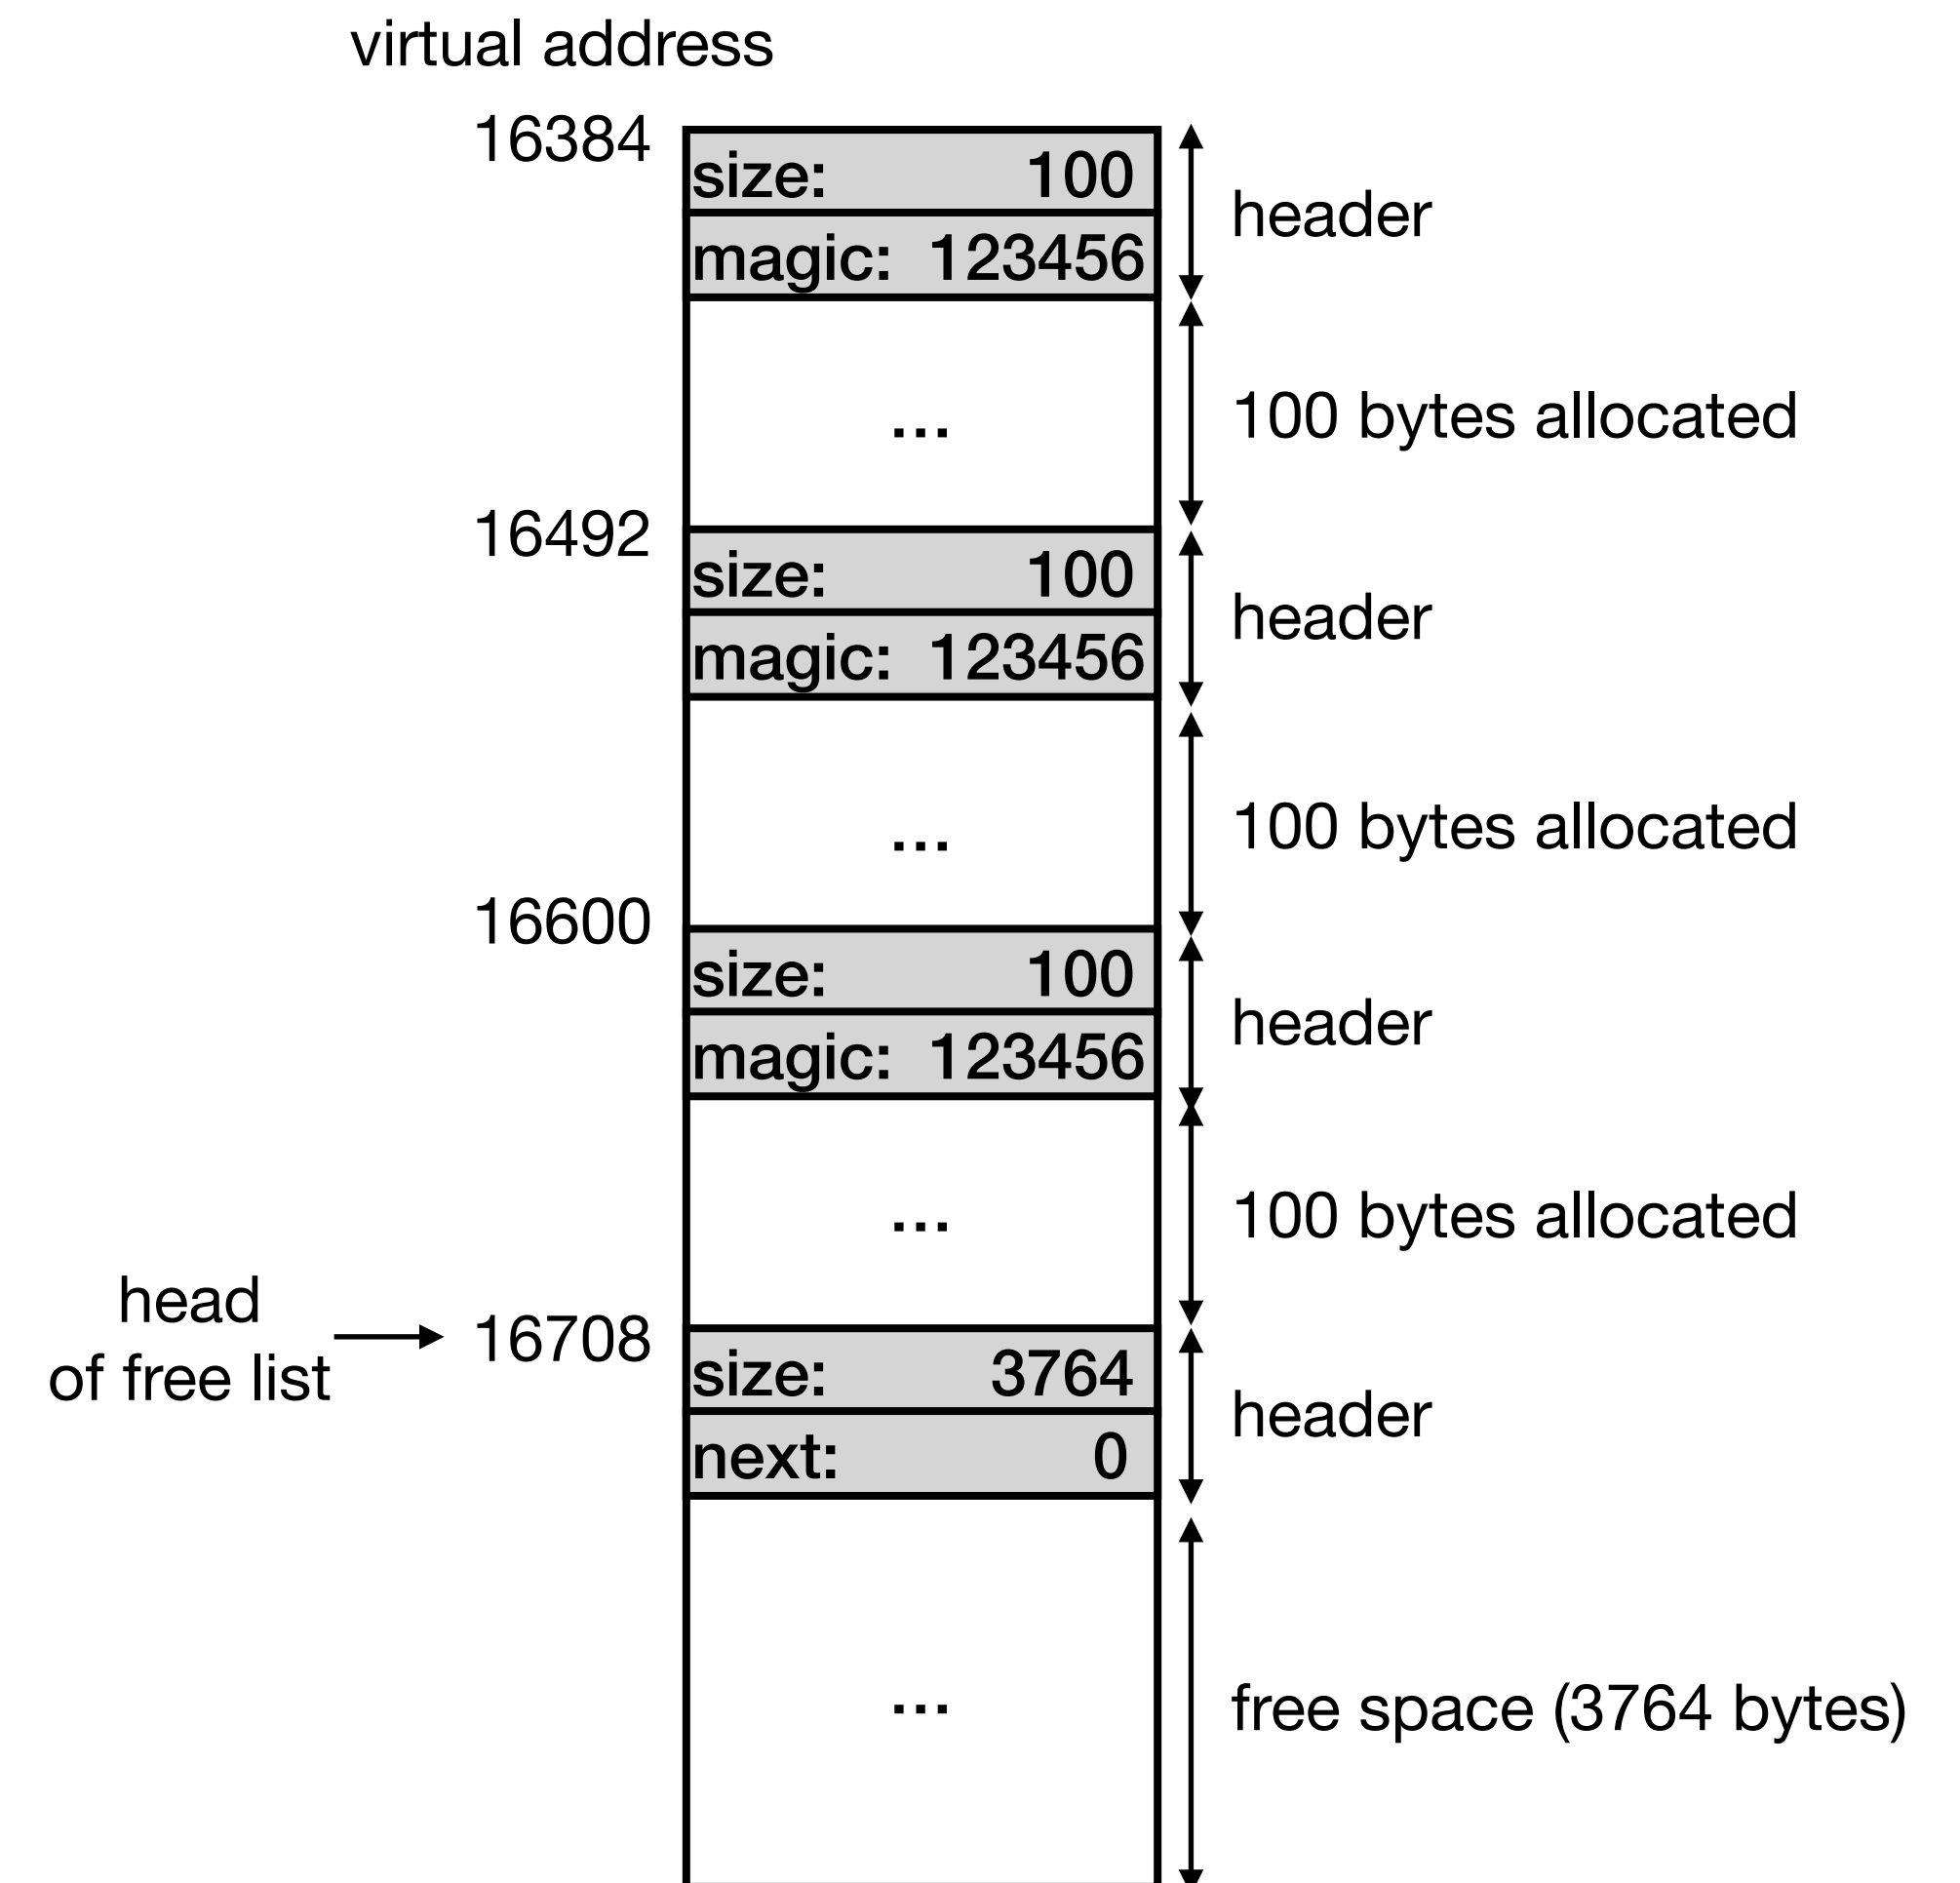 virtual address
16384
size: 100
header
magic: 123456
...
100 bytes allocated
16492
size: 100
header
magic: 123456
...
100 bytes allocated
16600
size: 100
header
magic: 123456
...
100 bytes allocated
head
of free list
16708
size: 3764
header
next: 0
...
free space (3764 bytes)